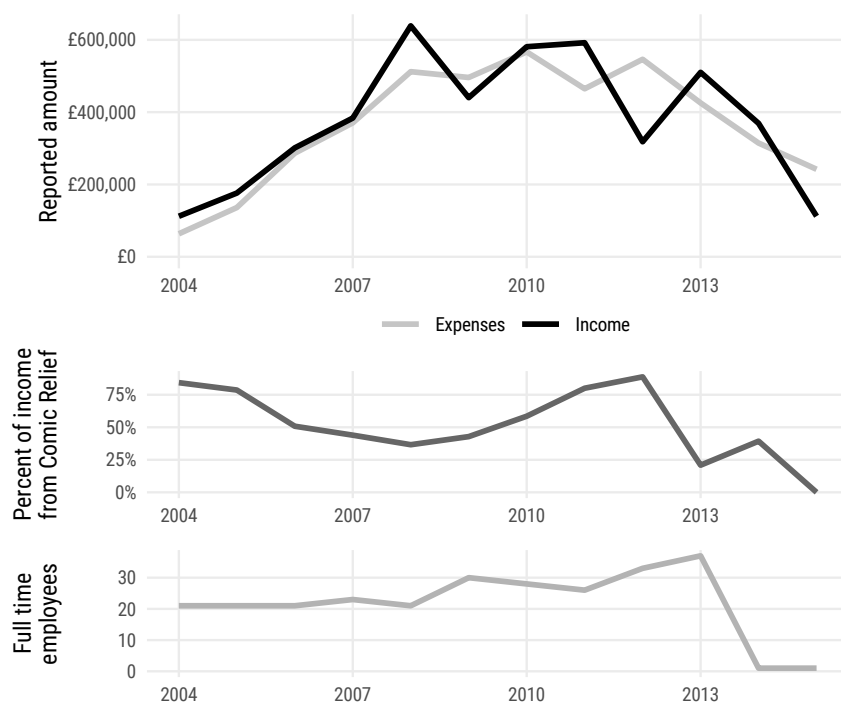 Reported amount
£600,000
£400,000
£200,000
£0
2004 2007 2010 2013
Expenses Income
Percent of income
from Comic Relief
75%
50%
25%
0%
2004 2007 2010 2013
Full time
employees
30
20
10
0
2004 2007 2010 2013